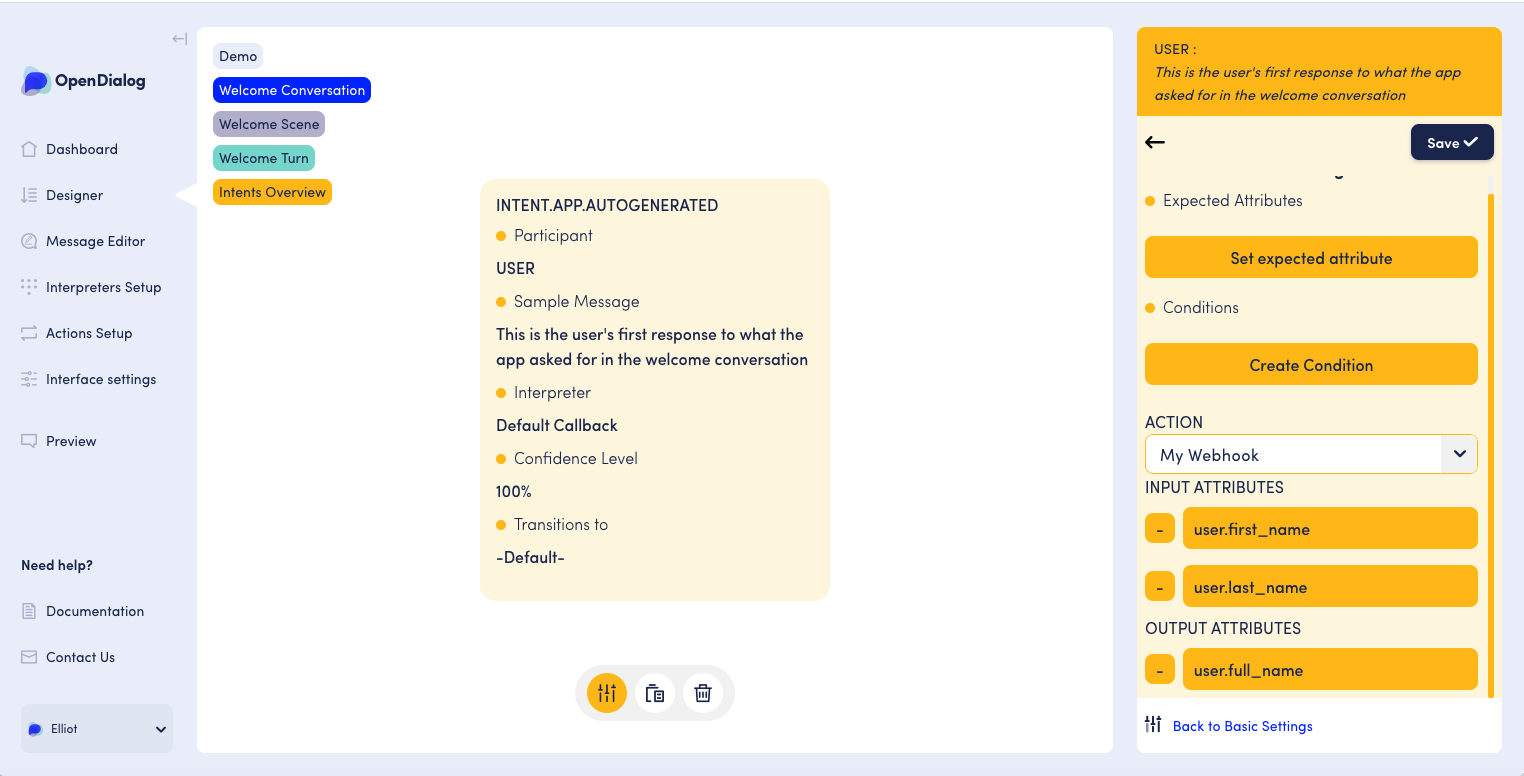 OpenDialog
Dashboard
Designer
Message Editor
Interpreters Setup
Actions Setup
Interface settings
Preview
Need help?
Documentation
Contact Us
Elliot
Demo
Welcome Conversation
Welcome Scene
Welcome Turn
Intents Overview
INTENT.APP.AUTOGENERATED
Participant
USER
Sample Message
This is the user's first response to what the
app asked for in the welcome conversation
Interpreter
Default Callback
Confidence Level
100%
Transitions to
-Default-
USER :
This is the user's first response to what the app
asked for in the welcome conversation
Save
Expected Attributes
Set expected attribute
Conditions
Create Condition
ACTION
My Webhook
INPUT ATTRIBUTES
- user.first_name
- user.last_name
OUTPUT ATTRIBUTES
- user.full_name
Back to Basic Settings